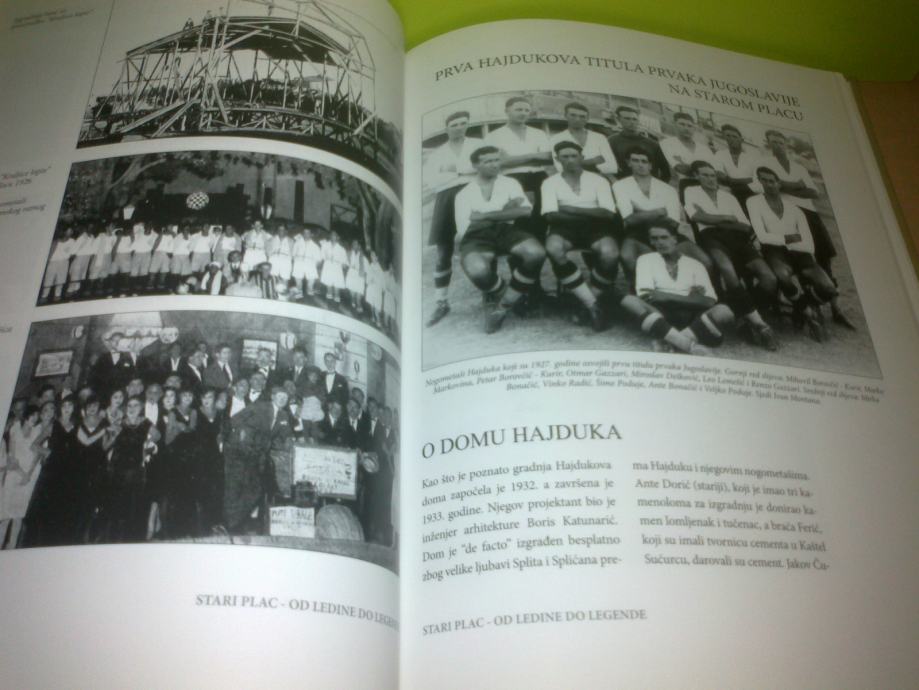 "Kraljice lopte"
1926
STARI PLAC - OD LEDINE DO LEGENDE
PRVA HAJDUKOVA TITULA PRVAKA JUGOSLAVIJE
NA STAROM PLACU
Nogometaši Hajduka koji su 1927. godine osvojili prvu titulu prvaka Jugoslavije. Gornji red slijeva: Mihovil Borovčić - Kurir, Mirko
Markovina, Petar Borovčić - Kurir, Otmar Gazzari, Miroslav Dešković, Leo Lemešić i Renzo Gazzari. Srednji red slijeva: Mirko
Bonačić, Vinko Radić, Šime Poduje, Ante Bonačić i Veljko Poduje. Sjedi Ivan Montana.
O DOMU HAJDUKA
Kao što je poznato gradnja Hajdukova
doma započela je 1932. a završena je
1933. godine. Njegov projektant bio je
inženjer arhitekture Boris Katunarić.
Dom je "de facto" izgrađen besplatno
zbog velike ljubavi Splita i Splićana pre-
ma Hajduku i njegovim nogometašima.
Ante Dorić (stariji), koji je imao tri ka-
menoloma za izgradnju je donirao ka-
men lomljenak i tučenac, a braća Ferić,
koji su imali tvornicu cementa u Kaštel
Sućurcu, darovali su cement. Jakov Ču-
STARI PLAC - OD LEDINE DO LEGENDE